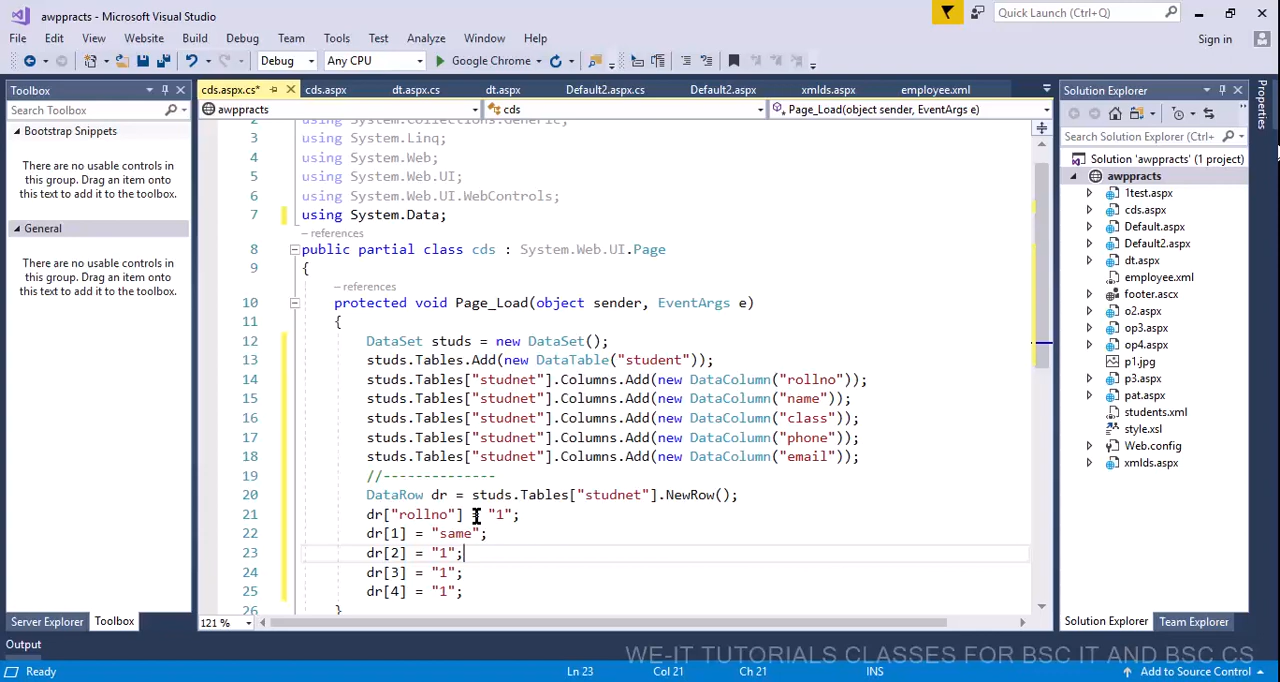 awppracts - Microsoft Visual Studio
Quick Launch (Ctrl+Q)
File Edit View Website Build Debug Team Tools Test Analyze Window Help
Sign in
Debug Any CPU Google Chrome
Toolbox
cds.aspx.cs* cds.aspx dt.aspx.cs dt.aspx Default2.aspx.cs Default2.aspx xmlds.aspx employee.xml
Solution Explorer
Properties
Search Toolbox
awppracts cds Page_Load(object sender, EventArgs e)
Search Solution Explorer (Ctrl+
Bootstrap Snippets
There are no usable controls in
this group. Drag an item onto
this text to add it to the toolbox.
General
There are no usable controls in
this group. Drag an item onto
this text to add it to the toolbox.
2 using System.Collections.Generic;
3 using System.Linq;
4 using System.Web;
5 using System.Web.UI;
6 using System.Web.UI.WebControls;
7 using System.Data;
- references
8 public partial class cds : System.Web.UI.Page
9 {
- references
10 protected void Page_Load(object sender, EventArgs e)
11 {
12 DataSet studs = new DataSet();
13 studs.Tables.Add(new DataTable("student"));
14 studs.Tables["studnet"].Columns.Add(new DataColumn("rollno"));
15 studs.Tables["studnet"].Columns.Add(new DataColumn("name"));
16 studs.Tables["studnet"].Columns.Add(new DataColumn("class"));
17 studs.Tables["studnet"].Columns.Add(new DataColumn("phone"));
18 studs.Tables["studnet"].Columns.Add(new DataColumn("email"));
19 //--------------
20 DataRow dr = studs.Tables["studnet"].NewRow();
21 dr["rollno"] = "1";
22 dr[1] = "same";
23 dr[2] = "1";
24 dr[3] = "1";
25 dr[4] = "1";
26 }
Solution 'awppracts' (1 project)
awppracts
1test.aspx
cds.aspx
Default.aspx
Default2.aspx
dt.aspx
employee.xml
footer.ascx
o2.aspx
op3.aspx
op4.aspx
p1.jpg
p3.aspx
pat.aspx
students.xml
style.xsl
Web.config
xmlds.aspx
Server Explorer Toolbox
121 %
Solution Explorer Team Explorer
Output
WE-IT TUTORIALS CLASSES FOR BSC IT AND BSC CS
Ready
Ln 23 Col 21 Ch 21 INS
Add to Source Control